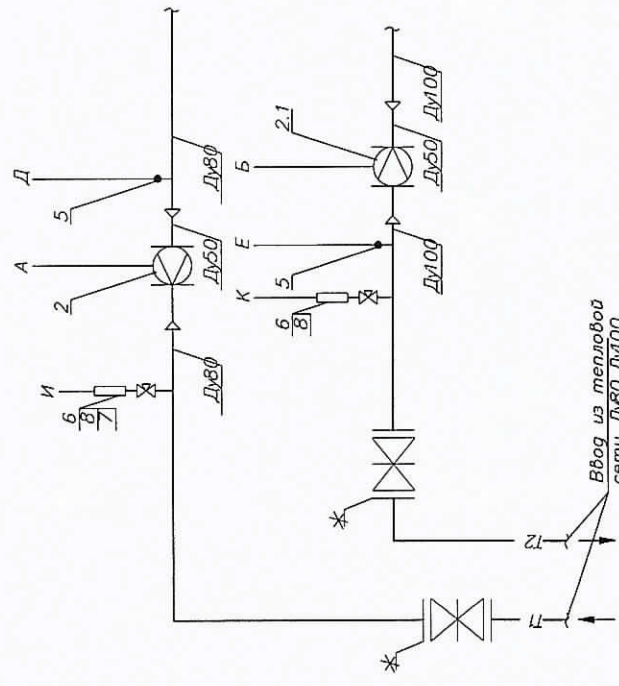 А
Д
2
5
И
6
8
7
Ду80
Ду50
Ду80
К
6
8
Е
5
Б
2.1
Ду100
Ду50
Ду100
Т1
Т2
Ввод из тепловой
сети Ду80 Ду100